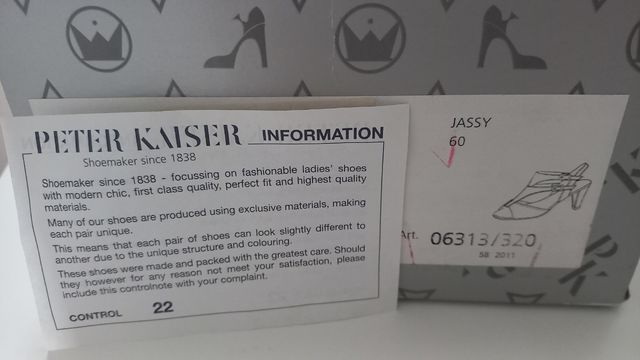 PETER KAISER INFORMATION
Shoemaker since 1838
Shoemaker since 1838 - focussing on fashionable ladies' shoes
with modern chic, first class quality, perfect fit and highest quality
materials.
Many of our shoes are produced using exclusive materials, making
each pair unique.
This means that each pair of shoes can look slightly different to
another due to the unique structure and colouring.
These shoes were made and packed with the greatest care. Should
they however for any reason not meet your satisfaction, please
include this controlnote with your complaint.
CONTROL 22
JASSY
60
Art. 06313/320
SB 2011